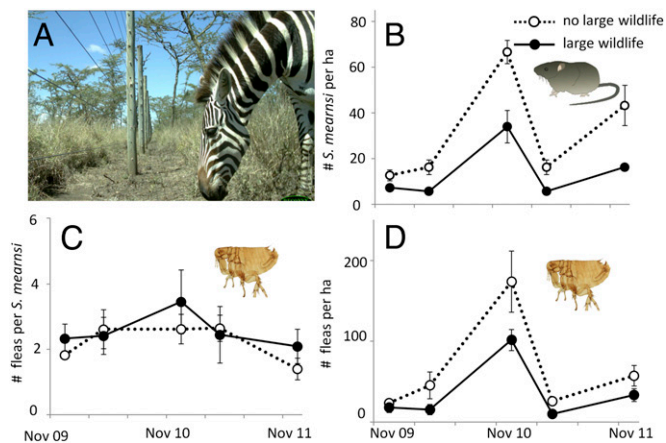 A
B
no large wildlife
large wildlife
# S. mearnsi per ha
80
60
40
20
0
C
# fleas per S. mearnsi
6
4
2
0
Nov 09
Nov 10
Nov 11
D
# fleas per ha
200
100
0
Nov 09
Nov 10
Nov 11